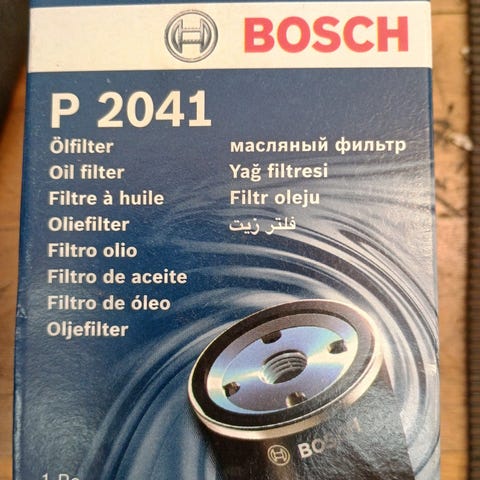 BOSCH
P 2041
Ölfilter
Oil filter
Filtre à huile
Oliefilter
Filtro olio
Filtro de aceite
Filtro de óleo
Oljefilter
масляный фильтр
Yağ filtresi
Filtr oleju
فلتر زيت
BOSCH